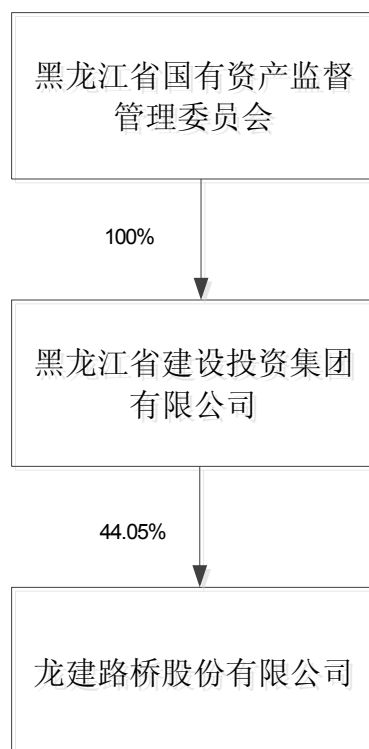 黑龙江省国有资产监督
管理委员会
100%
黑龙江省建设投资集团
有限公司
44.05%
龙建路桥股份有限公司